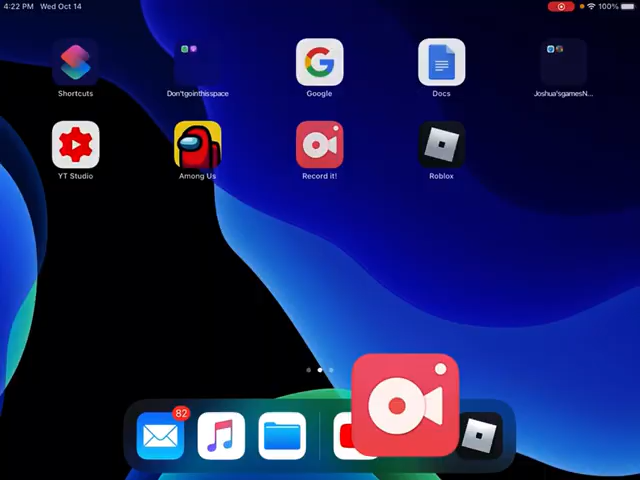 4:22 PM Wed Oct 14
100%
Shortcuts
Don'tgointhisspace
Google
Docs
Joshua'sgamesN...
YT Studio
Among Us
Record it!
Roblox
82